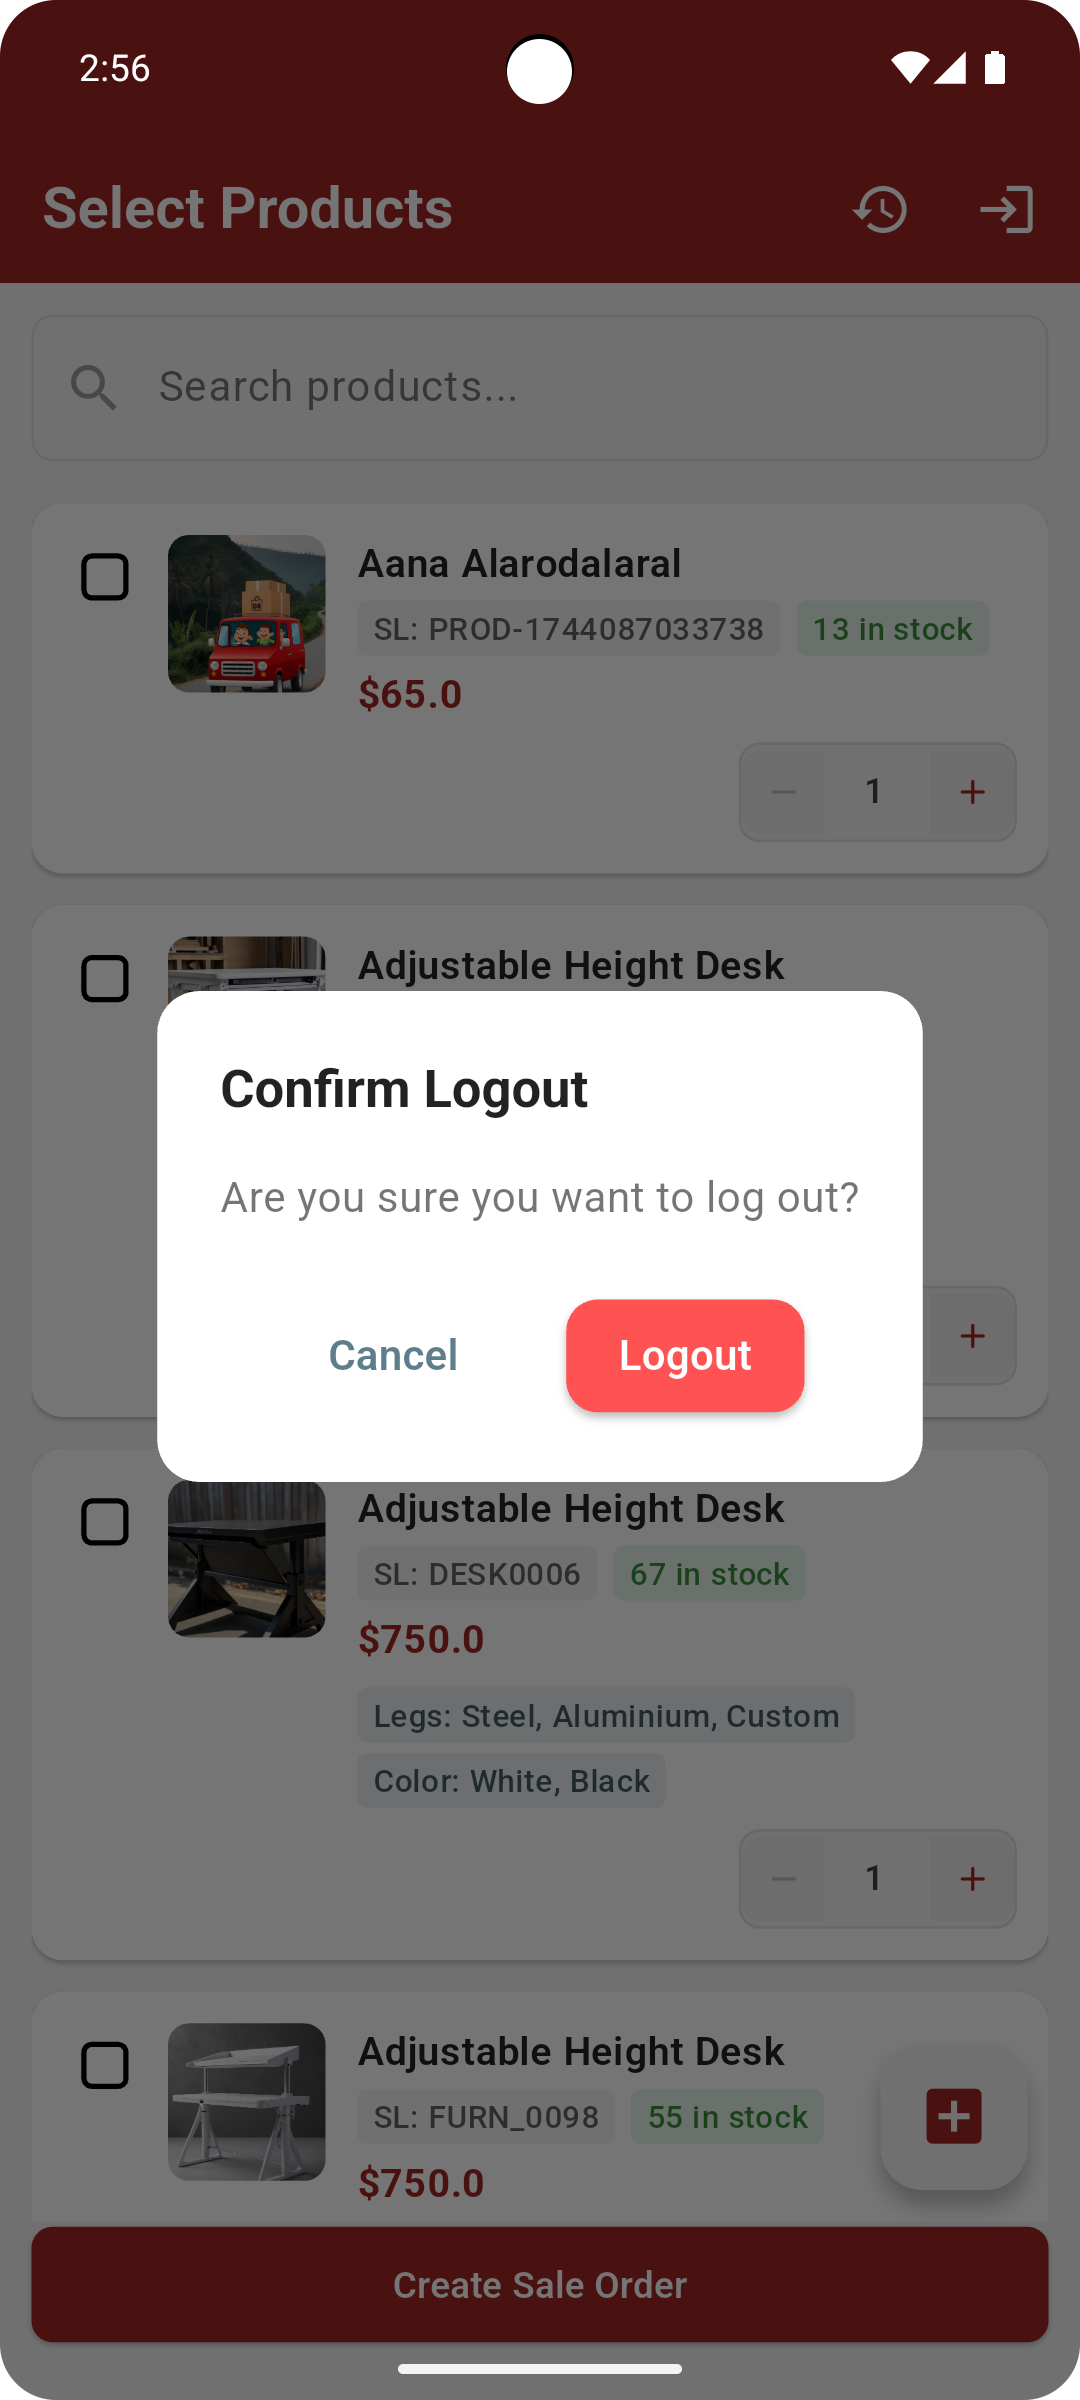 2:56
Select Products
Search products...
Aana Alarodalaral
SL: PROD-1744087033738 13 in stock
$65.0
1
Adjustable Height Desk
Confirm Logout
Are you sure you want to log out?
Cancel Logout
Adjustable Height Desk
SL: DESK0006 67 in stock
$750.0
Legs: Steel, Aluminium, Custom
Color: White, Black
1
Adjustable Height Desk
SL: FURN_0098 55 in stock
$750.0
Create Sale Order